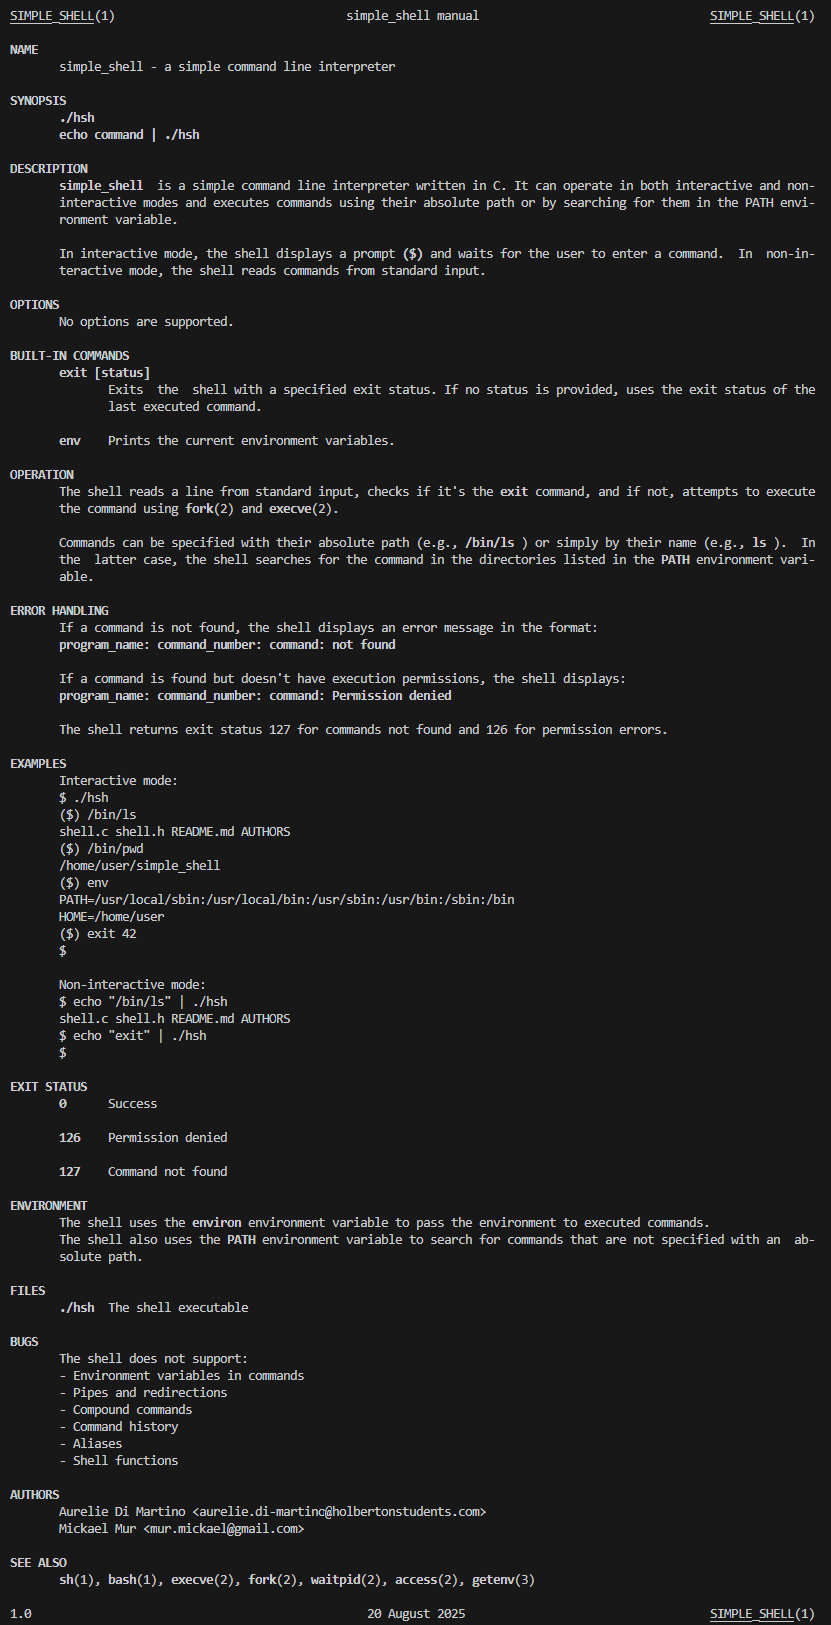 SIMPLE_SHELL(1) simple_shell manual SIMPLE_SHELL(1)
NAME
simple_shell - a simple command line interpreter
SYNOPSIS
./hsh
echo command | ./hsh
DESCRIPTION
simple_shell  is a simple command line interpreter written in C. It can operate in both interactive and non-
interactive modes and executes commands using their absolute path or by searching for them in the PATH envi-
ronment variable.
In interactive mode, the shell displays a prompt ($) and waits for the user to enter a command.  In  non-in-
teractive mode, the shell reads commands from standard input.
OPTIONS
No options are supported.
BUILT-IN COMMANDS
exit [status]
Exits  the  shell with a specified exit status. If no status is provided, uses the exit status of the
last executed command.
env    Prints the current environment variables.
OPERATION
The shell reads a line from standard input, checks if it's the exit command, and if not, attempts to execute
the command using fork(2) and execve(2).
Commands can be specified with their absolute path (e.g., /bin/ls ) or simply by their name (e.g., ls ).  In
the  latter case, the shell searches for the command in the directories listed in the PATH environment vari-
able.
ERROR HANDLING
If a command is not found, the shell displays an error message in the format:
program_name: command_number: command: not found
If a command is found but doesn't have execution permissions, the shell displays:
program_name: command_number: command: Permission denied
The shell returns exit status 127 for commands not found and 126 for permission errors.
EXAMPLES
Interactive mode:
$ ./hsh
($) /bin/ls
shell.c shell.h README.md AUTHORS
($) /bin/pwd
/home/user/simple_shell
($) env
PATH=/usr/local/sbin:/usr/local/bin:/usr/sbin:/usr/bin:/sbin:/bin
HOME=/home/user
($) exit 42
$
Non-interactive mode:
$ echo "/bin/ls" | ./hsh
shell.c shell.h README.md AUTHORS
$ echo "exit" | ./hsh
$
EXIT STATUS
0      Success
126    Permission denied
127    Command not found
ENVIRONMENT
The shell uses the environ environment variable to pass the environment to executed commands.
The shell also uses the PATH environment variable to search for commands that are not specified with an  ab-
solute path.
FILES
./hsh  The shell executable
BUGS
The shell does not support:
- Environment variables in commands
- Pipes and redirections
- Compound commands
- Command history
- Aliases
- Shell functions
AUTHORS
Aurelie Di Martino <aurelie.di-martino@holbertonstudents.com>
Mickael Mur <mur.mickael@gmail.com>
SEE ALSO
sh(1), bash(1), execve(2), fork(2), waitpid(2), access(2), getenv(3)
1.0 20 August 2025 SIMPLE_SHELL(1)